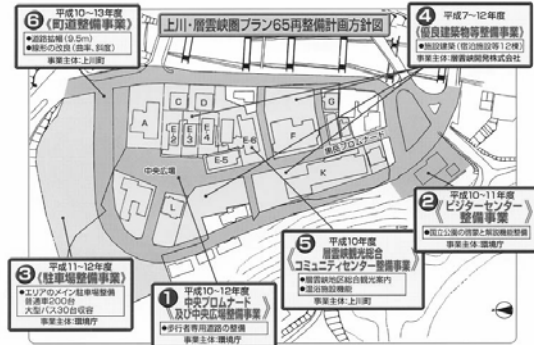 上川・層雲峡圏プラン65再整備計画方針図
⑥ 平成10〜13年度
《町道整備事業》
●道路拡幅(9.5m)
●線形の改良(曲率、斜度)
事業主体:上川町
④ 平成7〜12年度
《優良建築物等整備事業》
●施設建築(宿泊施設等12棟)
事業主体:層雲峡開発株式会社
A
C
D
E-2
E-3
E-4
E-5
E-6
F
G
黒岳プロムナード
中央広場
K
L
I
② 平成10〜11年度
《ビジターセンター
整備事業》
●国立公園の啓蒙と解説機能整備
事業主体:環境庁
⑤ 平成10年度
《層雲峡観光総合
コミュニティセンター整備事業》
●層雲峡地区総合観光案内
●温浴施設機能
事業主体:上川町
③ 平成11〜12年度
《駐車場整備事業》
●エリアのメイン駐車場整備
普通車200台
大型バス30台収容
事業主体:環境庁
① 平成10〜12年度
《中央プロムナード
及び中央広場整備事業》
●歩行者専用道路の整備
事業主体:環境庁